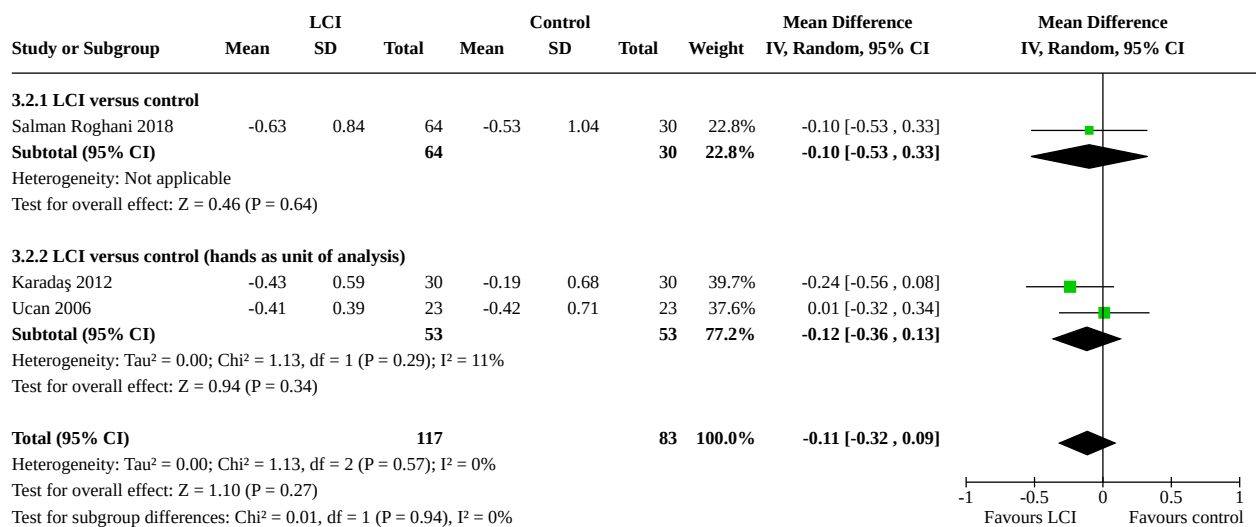 LCI Control Mean Difference Mean Difference
Study or Subgroup Mean SD Total Mean SD Total Weight IV, Random, 95% CI IV, Random, 95% CI
3.2.1 LCI versus control
Salman Roghani 2018 -0.63 0.84 64 -0.53 1.04 30 22.8% -0.10 [-0.53 , 0.33]
Subtotal (95% CI) 64 30 22.8% -0.10 [-0.53 , 0.33]
Heterogeneity: Not applicable
Test for overall effect: Z = 0.46 (P = 0.64)
3.2.2 LCI versus control (hands as unit of analysis)
Karadaş 2012 -0.43 0.59 30 -0.19 0.68 30 39.7% -0.24 [-0.56 , 0.08]
Ucan 2006 -0.41 0.39 23 -0.42 0.71 23 37.6% 0.01 [-0.32 , 0.34]
Subtotal (95% CI) 53 53 77.2% -0.12 [-0.36 , 0.13]
Heterogeneity: Tau² = 0.00; Chi² = 1.13, df = 1 (P = 0.29); I² = 11%
Test for overall effect: Z = 0.94 (P = 0.34)
Total (95% CI) 117 83 100.0% -0.11 [-0.32 , 0.09]
Heterogeneity: Tau² = 0.00; Chi² = 1.13, df = 2 (P = 0.57); I² = 0%
Test for overall effect: Z = 1.10 (P = 0.27)
Test for subgroup differences: Chi² = 0.01, df = 1 (P = 0.94), I² = 0%
-1 -0.5 0 0.5 1
Favours LCI Favours control